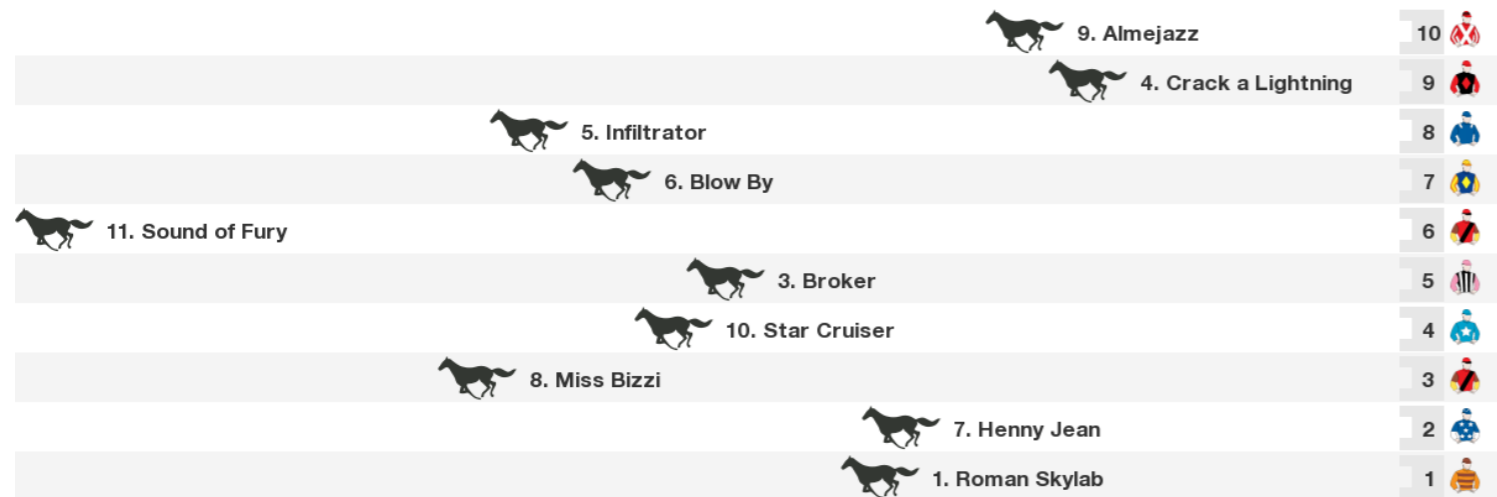 9. Almejazz 10
4. Crack a Lightning 9
5. Infiltrator 8
6. Blow By 7
11. Sound of Fury 6
3. Broker 5
10. Star Cruiser 4
8. Miss Bizzi 3
7. Henny Jean 2
1. Roman Skylab 1